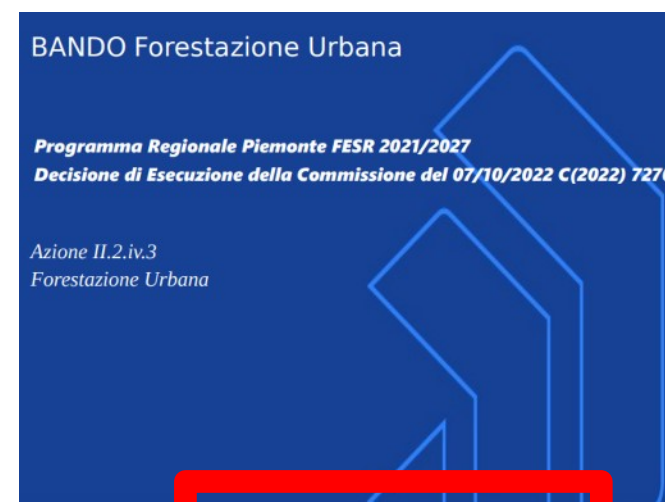 BANDO Forestazione Urbana
Programma Regionale Piemonte FESR 2021/2027
Decisione di Esecuzione della Commissione del 07/10/2022 C(2022) 7270
Azione II.2.iv.3
Forestazione Urbana